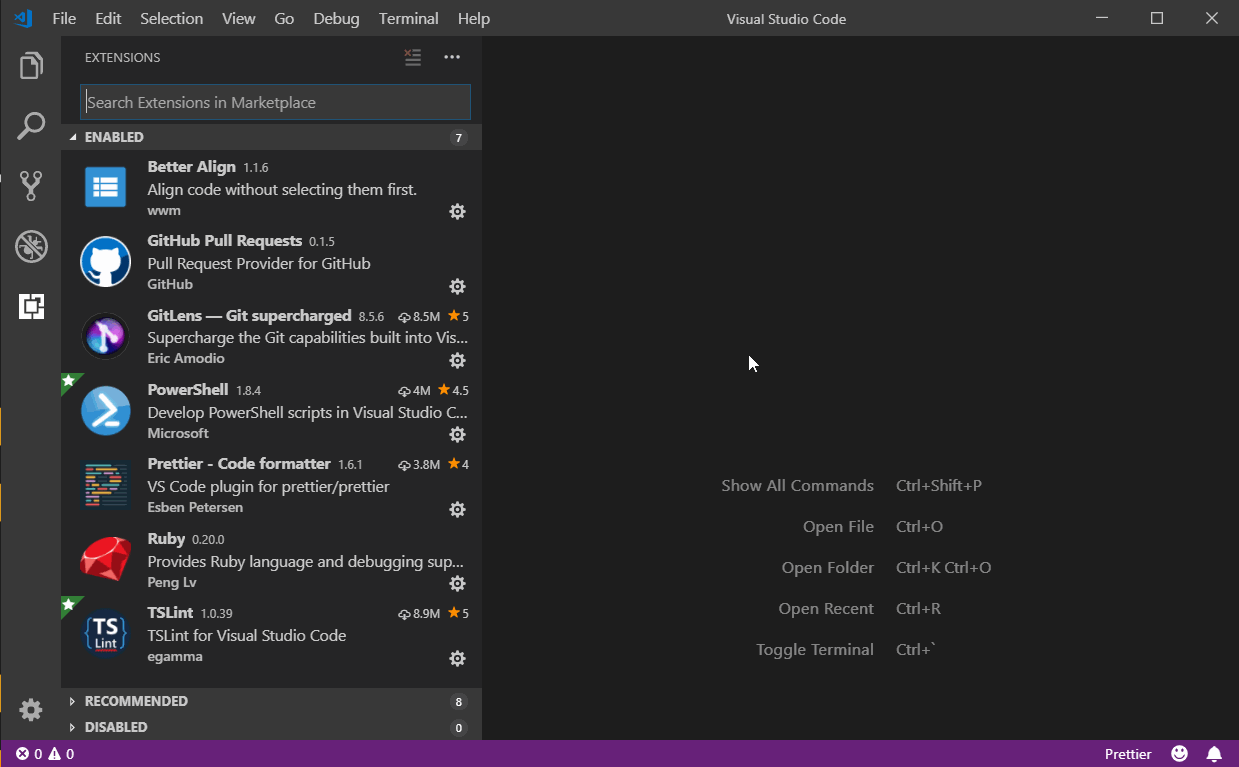 File Edit Selection View Go Debug Terminal Help Visual Studio Code
EXTENSIONS
Search Extensions in Marketplace
ENABLED 7
Better Align 1.1.6
Align code without selecting them first.
wwm
GitHub Pull Requests 0.1.5
Pull Request Provider for GitHub
GitHub
GitLens — Git supercharged 8.5.6 8.5M 5
Supercharge the Git capabilities built into Vis...
Eric Amodio
PowerShell 1.8.4 4M 4.5
Develop PowerShell scripts in Visual Studio C...
Microsoft
Prettier - Code formatter 1.6.1 3.8M 4
VS Code plugin for prettier/prettier
Esben Petersen
Ruby 0.20.0
Provides Ruby language and debugging sup...
Peng Lv
TS
Lint
TSLint 1.0.39 8.9M 5
TSLint for Visual Studio Code
egamma
RECOMMENDED 8
DISABLED 0
Show All Commands Ctrl+Shift+P
Open File Ctrl+O
Open Folder Ctrl+K Ctrl+O
Open Recent Ctrl+R
Toggle Terminal Ctrl+`
0 0 Prettier